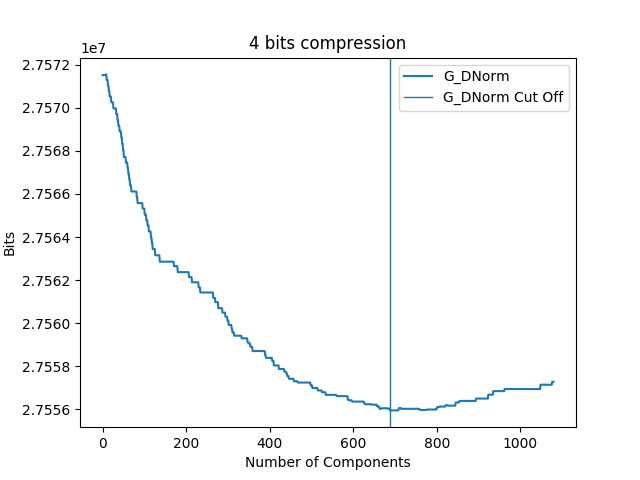 4 bits compression
1e7
2.7572
2.7570
2.7568
2.7566
2.7564
2.7562
2.7560
2.7558
2.7556
Bits
G_DNorm
G_DNorm Cut Off
0 200 400 600 800 1000
Number of Components